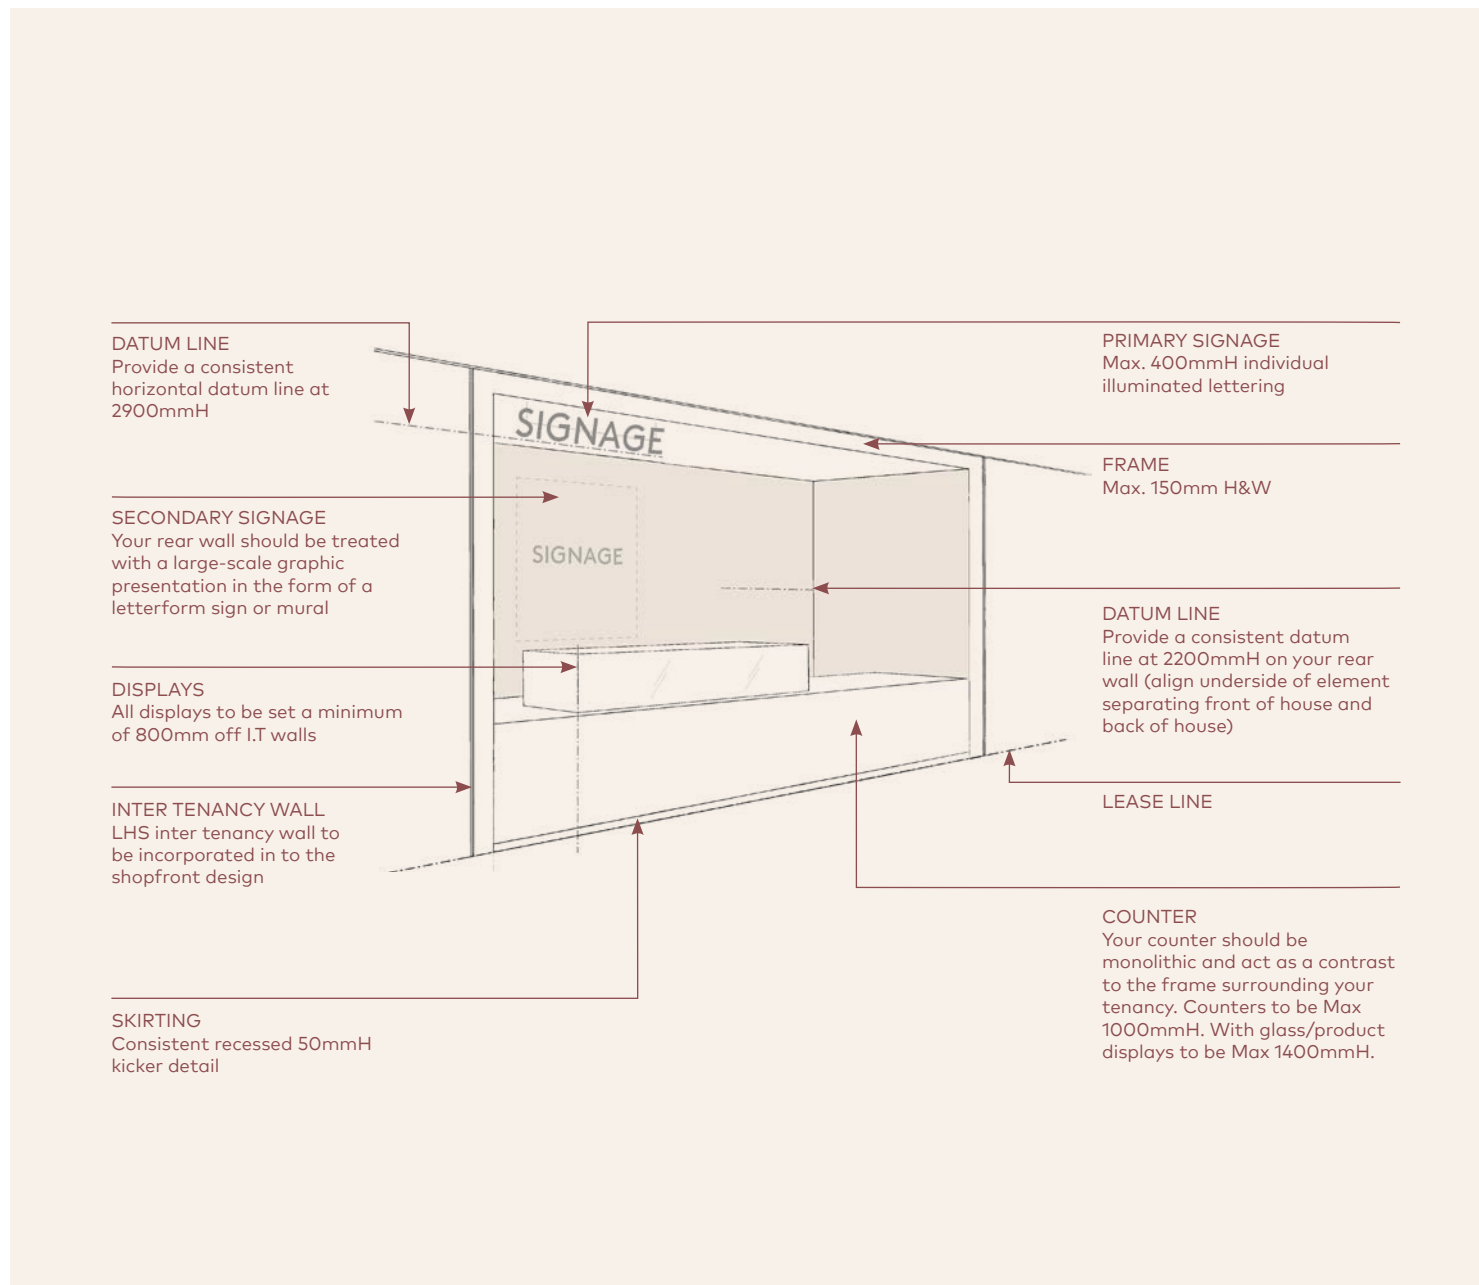 DATUM LINE
Provide a consistent
horizontal datum line at
2900mmH
SECONDARY SIGNAGE
Your rear wall should be treated
with a large-scale graphic
presentation in the form of a
letterform sign or mural
DISPLAYS
All displays to be set a minimum
of 800mm off I.T walls
INTER TENANCY WALL
LHS inter tenancy wall to
be incorporated in to the
shopfront design
SKIRTING
Consistent recessed 50mmH
kicker detail
SIGNAGE
SIGNAGE
PRIMARY SIGNAGE
Max. 400mmH individual
illuminated lettering
FRAME
Max. 150mm H&W
DATUM LINE
Provide a consistent datum
line at 2200mmH on your rear
wall (align underside of element
separating front of house and
back of house)
LEASE LINE
COUNTER
Your counter should be
monolithic and act as a contrast
to the frame surrounding your
tenancy. Counters to be Max
1000mmH. With glass/product
displays to be Max 1400mmH.